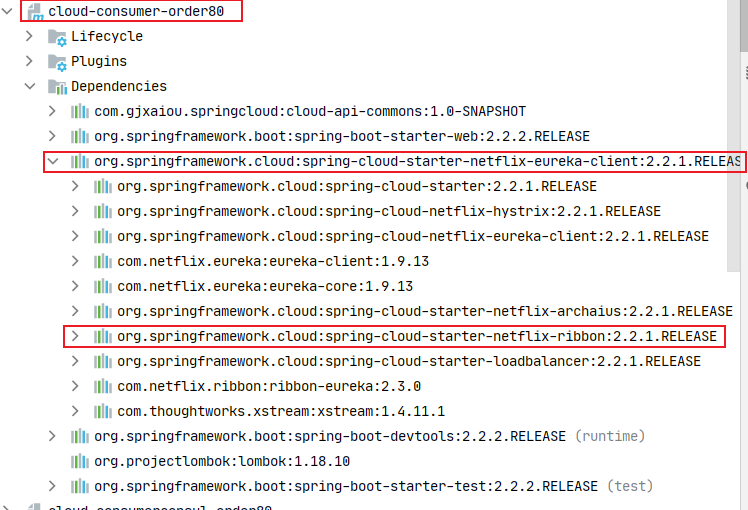 cloud-consumer-order80
Lifecycle
Plugins
Dependencies
com.gjxaiou.springcloud:cloud-api-commons:1.0-SNAPSHOT
org.springframework.boot:spring-boot-starter-web:2.2.2.RELEASE
org.springframework.cloud:spring-cloud-starter-netflix-eureka-client:2.2.1.RELEAS
org.springframework.cloud:spring-cloud-starter:2.2.1.RELEASE
org.springframework.cloud:spring-cloud-netflix-hystrix:2.2.1.RELEASE
org.springframework.cloud:spring-cloud-netflix-eureka-client:2.2.1.RELEASE
com.netflix.eureka:eureka-client:1.9.13
com.netflix.eureka:eureka-core:1.9.13
org.springframework.cloud:spring-cloud-starter-netflix-archaius:2.2.1.RELEASE
org.springframework.cloud:spring-cloud-starter-netflix-ribbon:2.2.1.RELEASE
org.springframework.cloud:spring-cloud-starter-loadbalancer:2.2.1.RELEASE
com.netflix.ribbon:ribbon-eureka:2.3.0
com.thoughtworks.xstream:xstream:1.4.11.1
org.springframework.boot:spring-boot-devtools:2.2.2.RELEASE (runtime)
org.projectlombok:lombok:1.18.10
org.springframework.boot:spring-boot-starter-test:2.2.2.RELEASE (test)
cloud-consumerconsul-order80